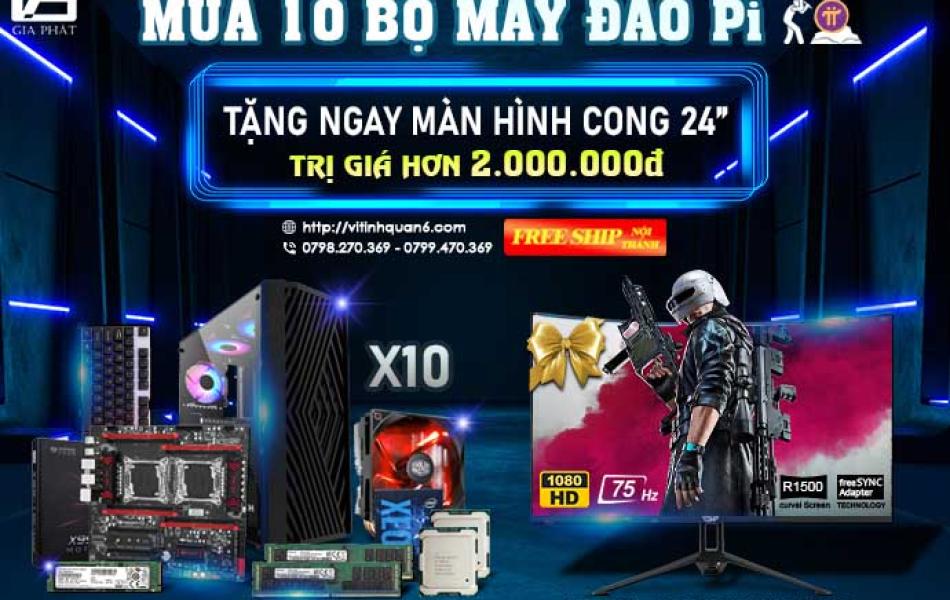 GIA PHÁT
MUA 10 BỘ MÁY ĐÀO Pi
TẶNG NGAY MÀN HÌNH CONG 24”
TRỊ GIÁ HƠN 2.000.000đ
http://vitinhquan6.com
0798.270.369 - 0799.470.369
FREE SHIP NỘI THÀNH
X10
1080 HD
75 Hz
R1500
curvel Screen
freeSYNC
Adapter
TECHNOLOGY